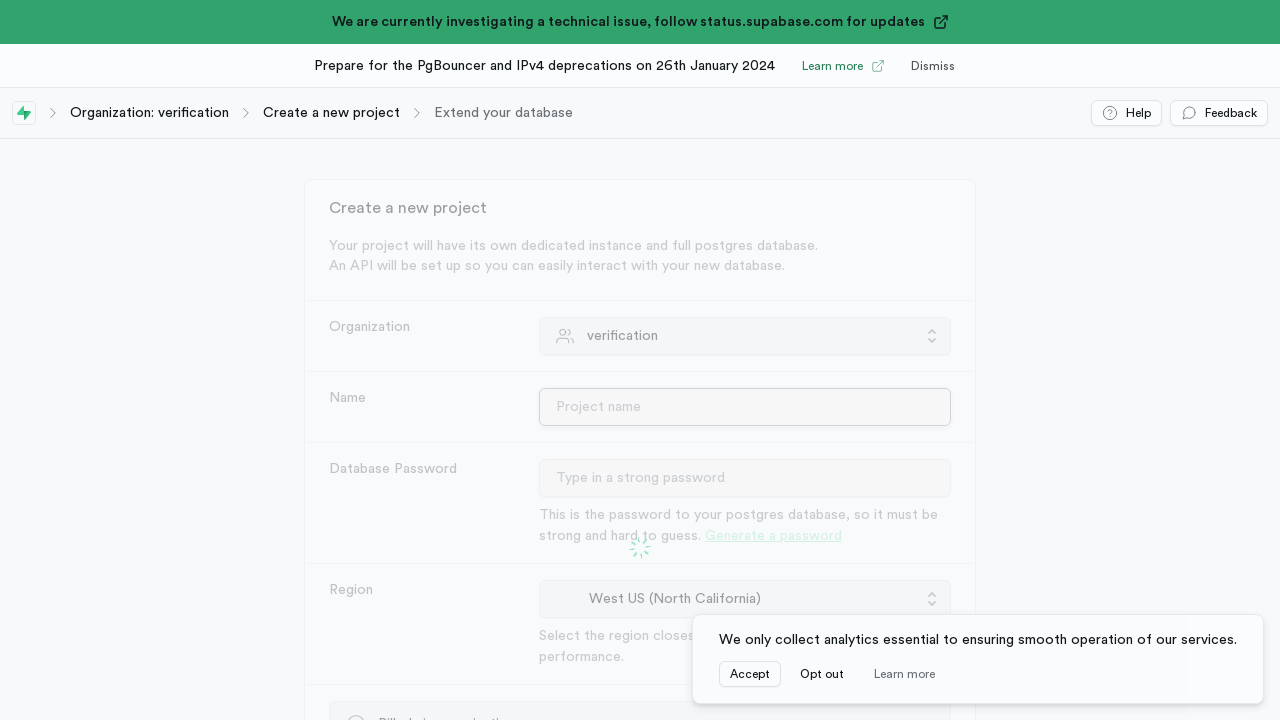 We are currently investigating a technical issue, follow status.supabase.com for updates
Prepare for the PgBouncer and IPv4 deprecations on 26th January 2024 Learn more Dismiss
Organization: verification Create a new project Extend your database Help Feedback
Create a new project
Your project will have its own dedicated instance and full postgres database.
An API will be set up so you can easily interact with your new database.
Organization verification
Name Project name
Database Password Type in a strong password
This is the password to your postgres database, so it must be
strong and hard to guess. Generate a password
Region West US (North California)
Select the region closes
performance.
We only collect analytics essential to ensuring smooth operation of our services.
Accept Opt out Learn more